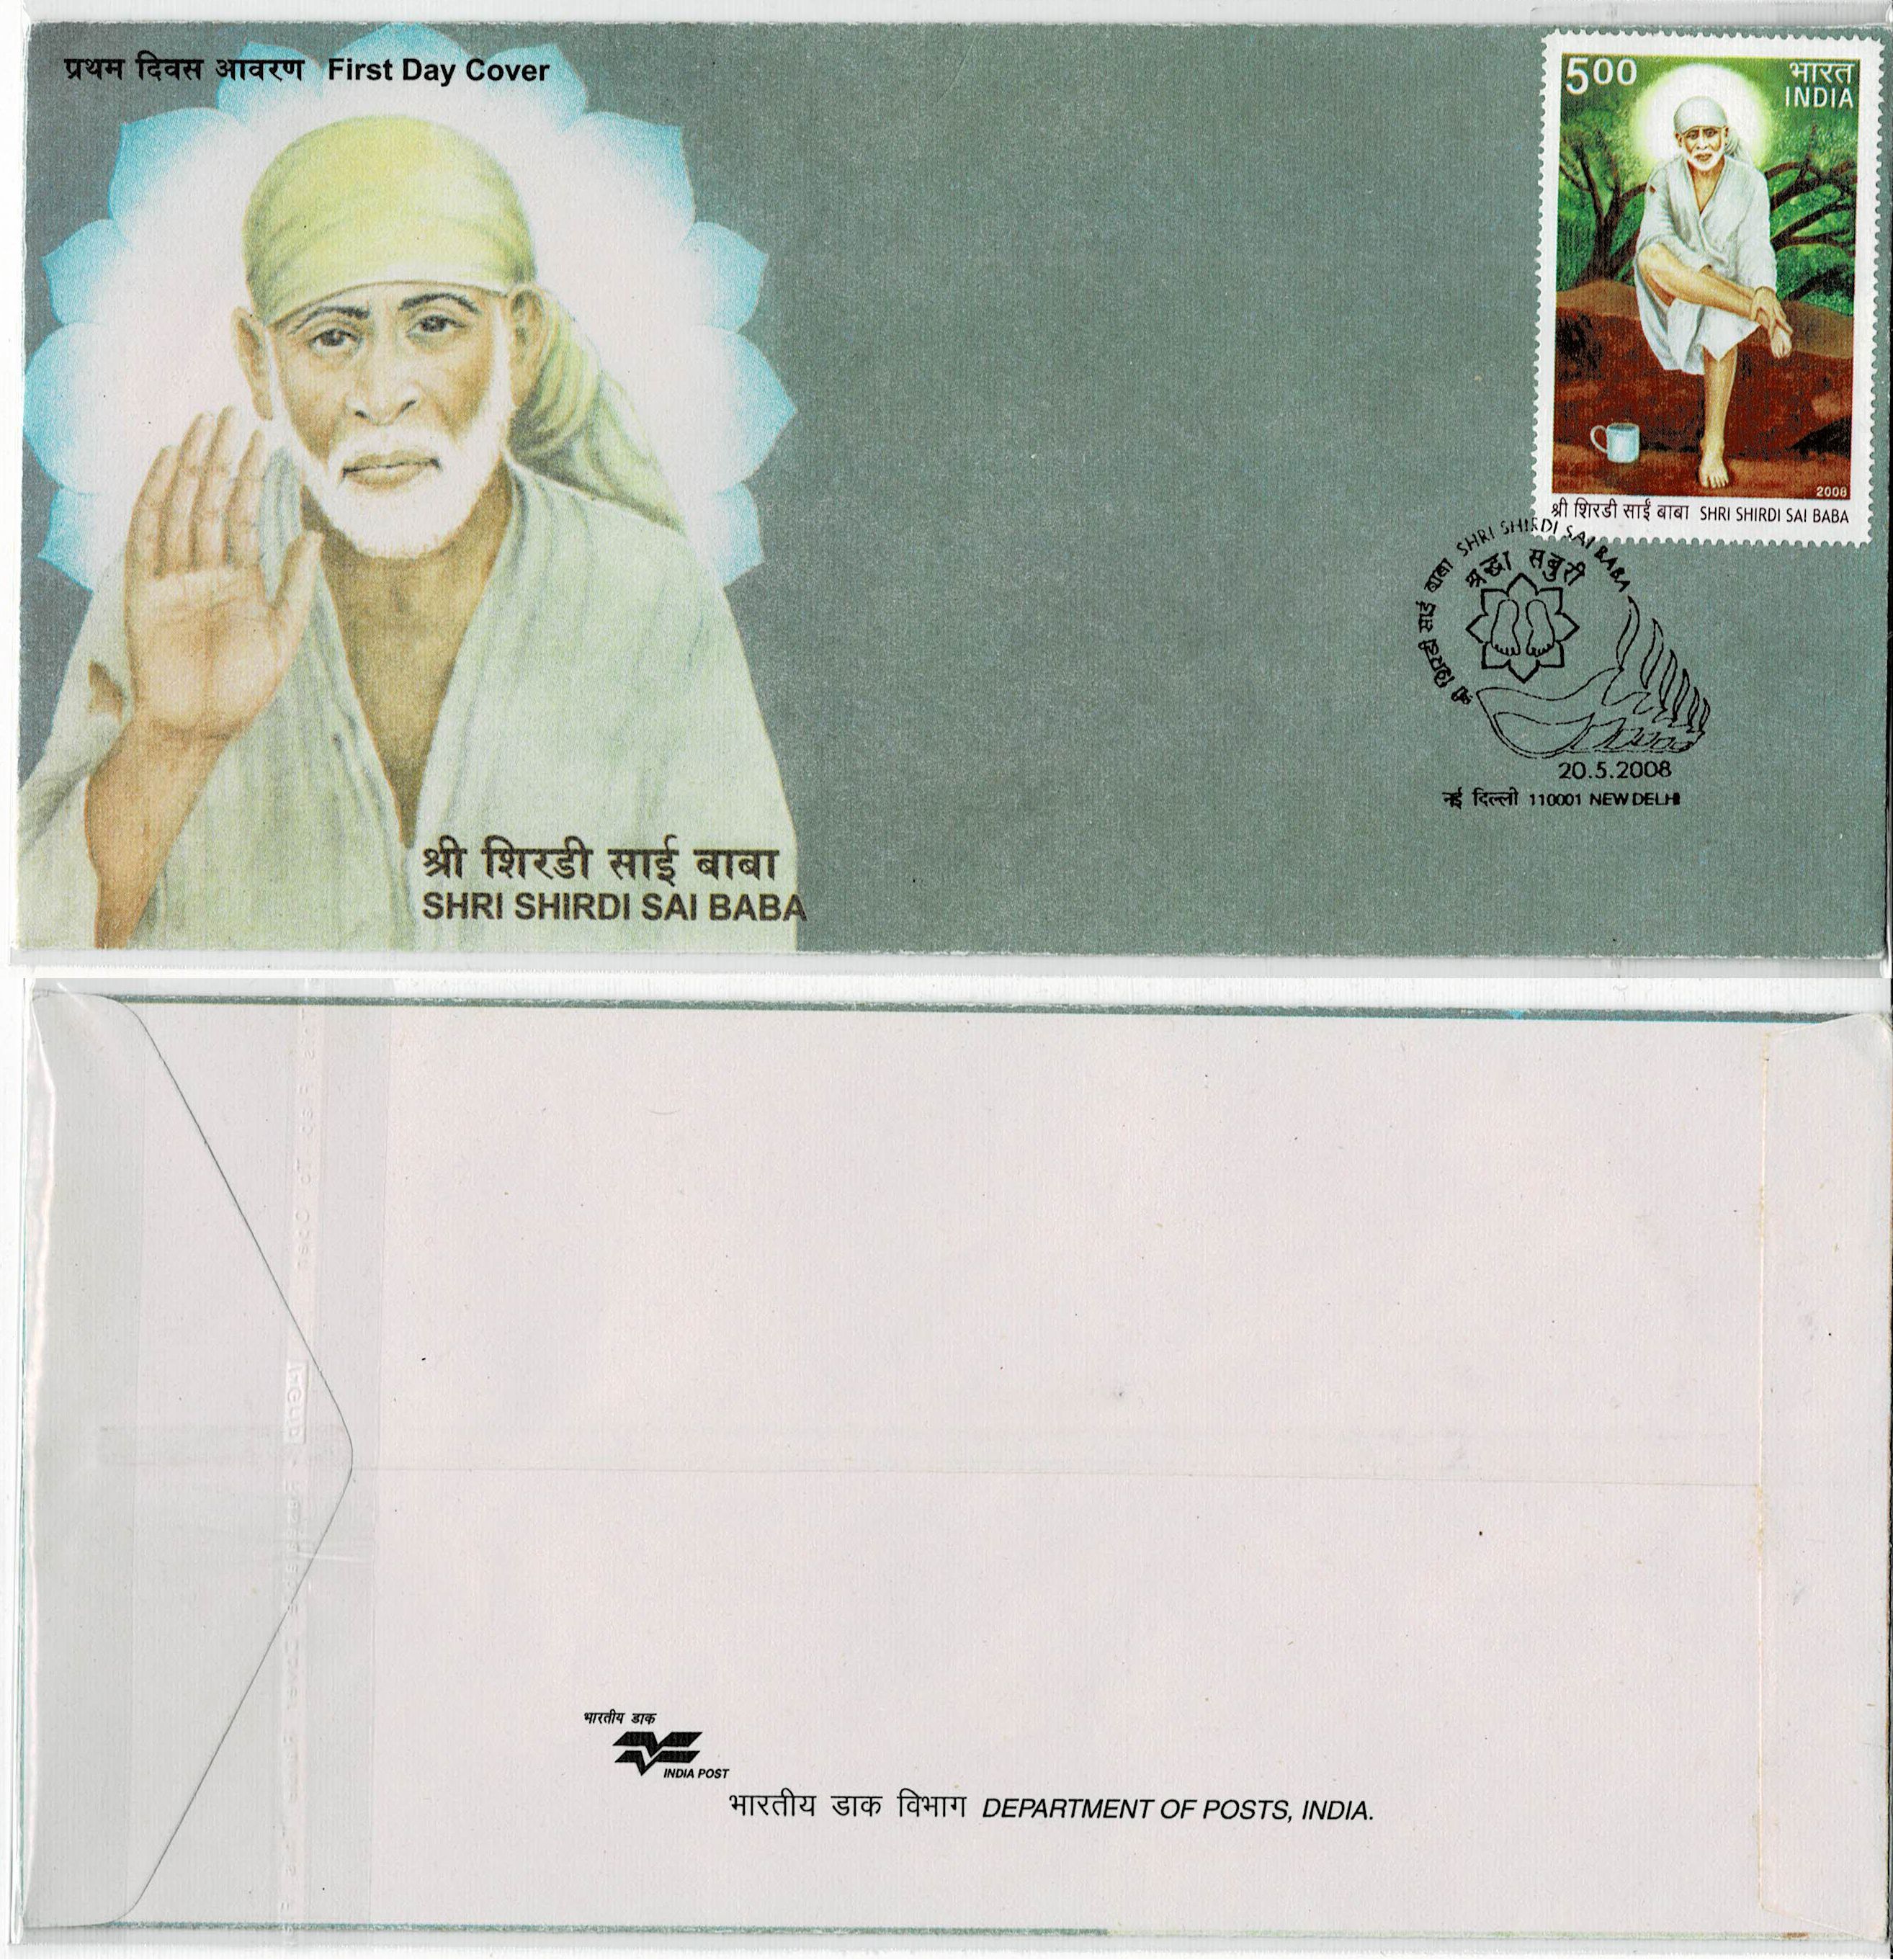 प्रथम दिवस आवरण First Day Cover
500
भारत
INDIA
2008
श्री शिरडी साईं बाबा SHRI SHIRDI SAI BABA
श्री शिरडी साई बाबा SHRI SHIRDI SAI BABA
श्रद्धा सबुरी
20.5.2008
नई दिल्ली 110001 NEW DELHI
श्री शिरडी साई बाबा
SHRI SHIRDI SAI BABA
भारतीय डाक
INDIA POST
भारतीय डाक विभाग DEPARTMENT OF POSTS, INDIA.